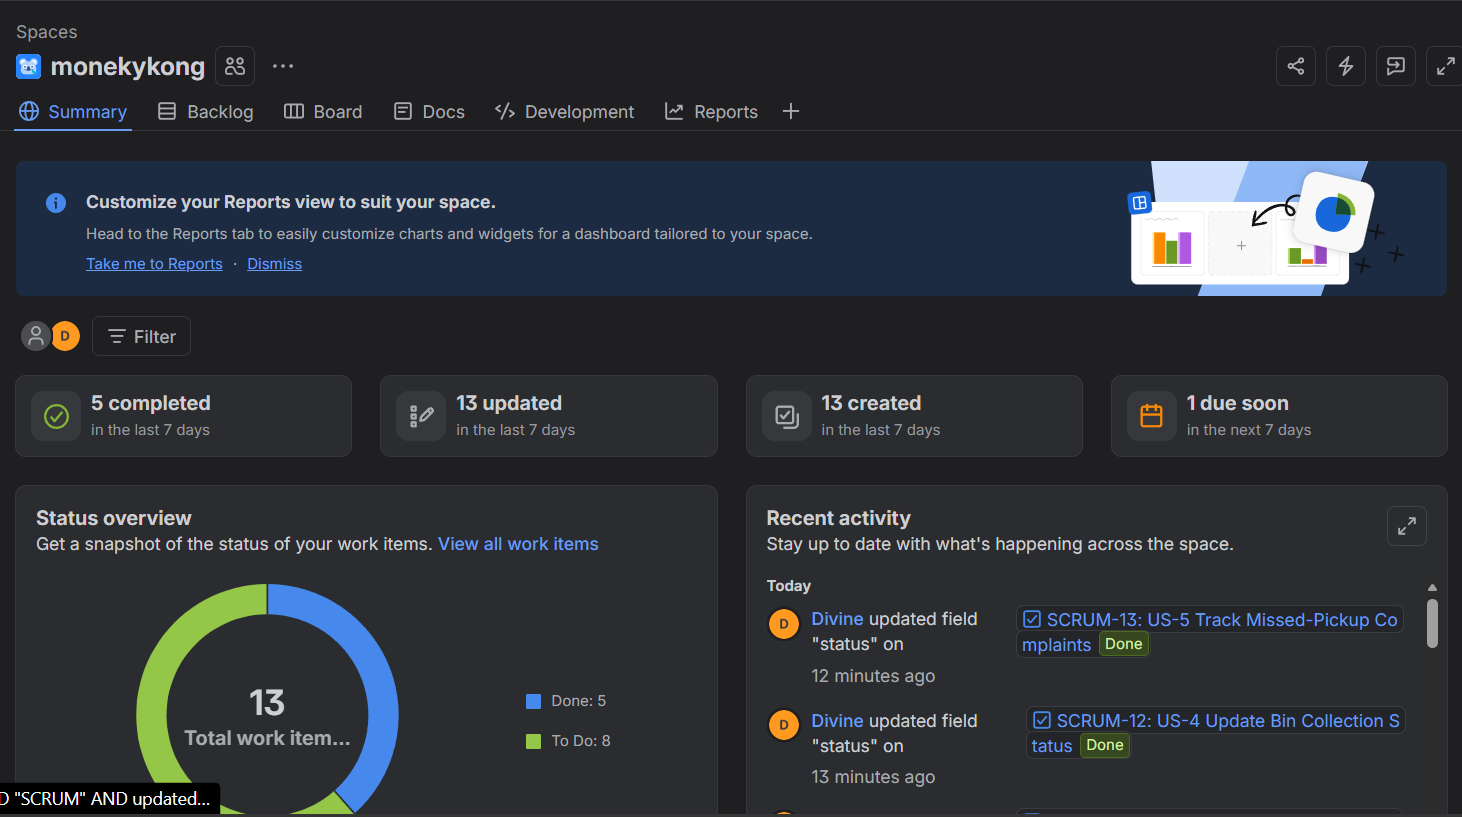 Spaces
monekykong
Summary
Backlog
Board
Docs
Development
Reports
Customize your Reports view to suit your space.
Head to the Reports tab to easily customize charts and widgets for a dashboard tailored to your space.
Take me to Reports · Dismiss
D
Filter
5 completed
in the last 7 days
13 updated
in the last 7 days
13 created
in the last 7 days
1 due soon
in the next 7 days
Status overview
Get a snapshot of the status of your work items. View all work items
13
Total work item...
Done: 5
To Do: 8
Recent activity
Stay up to date with what's happening across the space.
Today
D
Divine updated field
"status" on
SCRUM-13: US-5 Track Missed-Pickup Co
mplaints Done
12 minutes ago
D
Divine updated field
"status" on
SCRUM-12: US-4 Update Bin Collection S
tatus Done
13 minutes ago
D "SCRUM" AND updated...